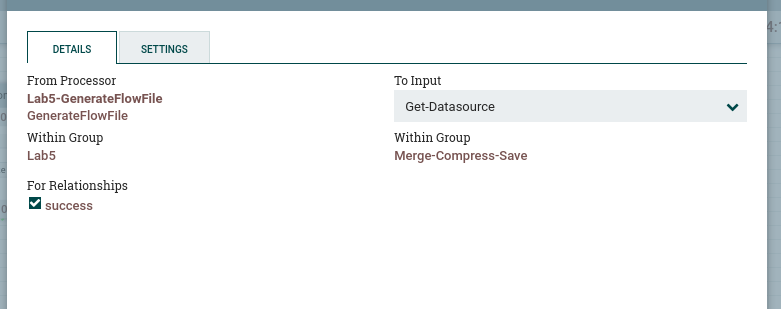 DETAILS
SETTINGS
From Processor
Lab5-GenerateFlowFile
GenerateFlowFile
Within Group
Lab5
For Relationships
success
To Input
Get-Datasource
Within Group
Merge-Compress-Save